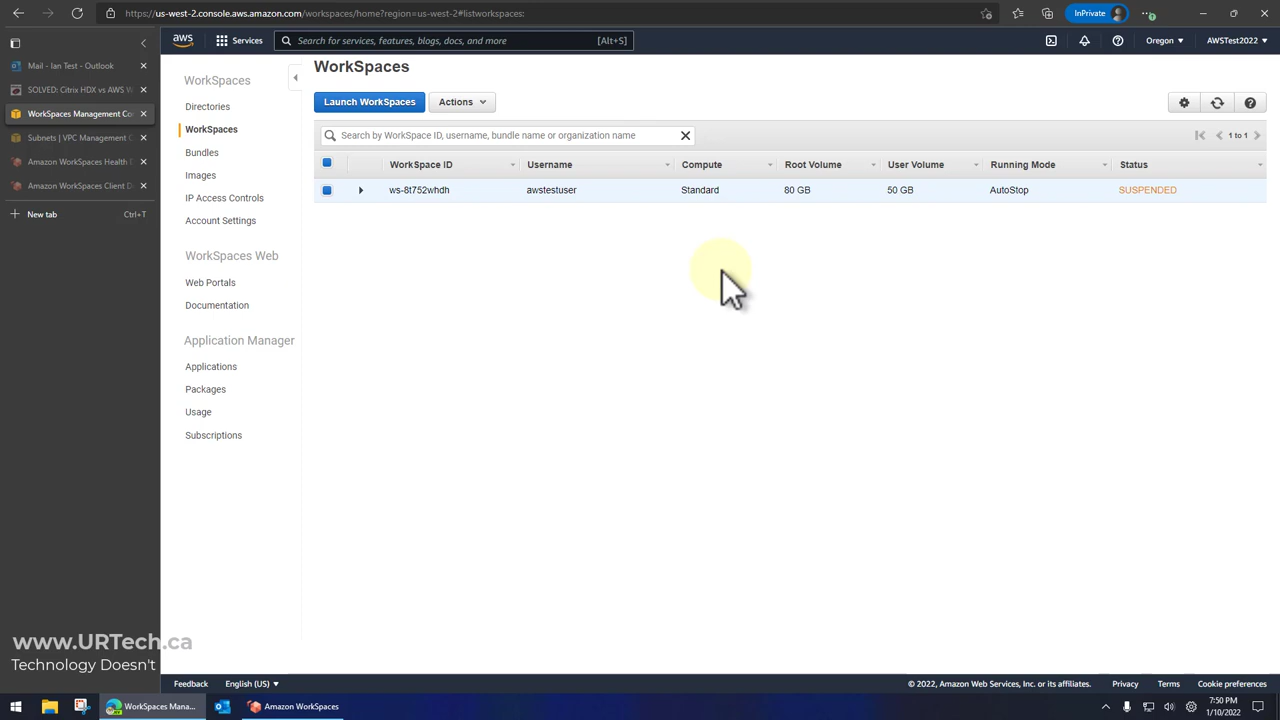 https://us-west-2.console.aws.amazon.com/workspaces/home?region=us-west-2#listworkspaces:
InPrivate
aws
Services
Search for services, features, blogs, docs, and more
[Alt+S]
Oregon
AWSTest2022
Mail - Ian Test - Outlook
SOLVED: Citrix HDX vs AWS W
WorkSpaces Management Co
Subnets | VPC Management Co
Amazon WorkSpaces Health D
Amazon WorkSpaces Client D
New tab
Ctrl+T
WorkSpaces
Directories
WorkSpaces
Bundles
Images
IP Access Controls
Account Settings
WorkSpaces Web
Web Portals
Documentation
Application Manager
Applications
Packages
Usage
Subscriptions
WorkSpaces
Launch WorkSpaces
Actions
Search by WorkSpace ID, username, bundle name or organization name
1 to 1
WorkSpace ID Username Compute Root Volume User Volume Running Mode Status
ws-8t752whdh awstestuser Standard 80 GB 50 GB AutoStop SUSPENDED
www.URTech.ca
Technology Doesn't
Feedback
English (US)
© 2022, Amazon Web Services, Inc. or its affiliates.
Privacy
Terms
Cookie preferences
WorkSpaces Mana...
Amazon WorkSpaces
7:50 PM
1/10/2022